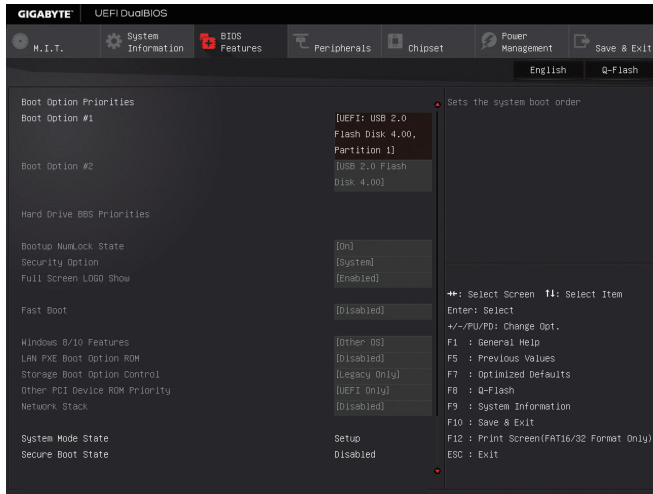 GIGABYTE™ UEFI DualBIOS
M.I.T.
System Information
BIOS Features
Peripherals
Chipset
Power Management
Save & Exit
English Q-Flash
Boot Option Priorities
Boot Option #1 [UEFI: USB 2.0
Flash Disk 4.00,
Partition 1]
Boot Option #2 [USB 2.0 Flash
Disk 4.00]
Hard Drive BBS Priorities
Bootup NumLock State [On]
Security Option [System]
Full Screen LOGO Show [Enabled]
Fast Boot [Disabled]
Windows 8/10 Features [Other OS]
LAN PXE Boot Option ROM [Disabled]
Storage Boot Option Control [Legacy Only]
Other PCI Device ROM Priority [UEFI Only]
Network Stack [Disabled]
System Mode State Setup
Secure Boot State Disabled
Sets the system boot order
→←: Select Screen ↑↓: Select Item
Enter: Select
+/-/PU/PD: Change Opt.
F1 : General Help
F5 : Previous Values
F7 : Optimized Defaults
F8 : Q-Flash
F9 : System Information
F10 : Save & Exit
F12 : Print Screen(FAT16/32 Format Only)
ESC : Exit